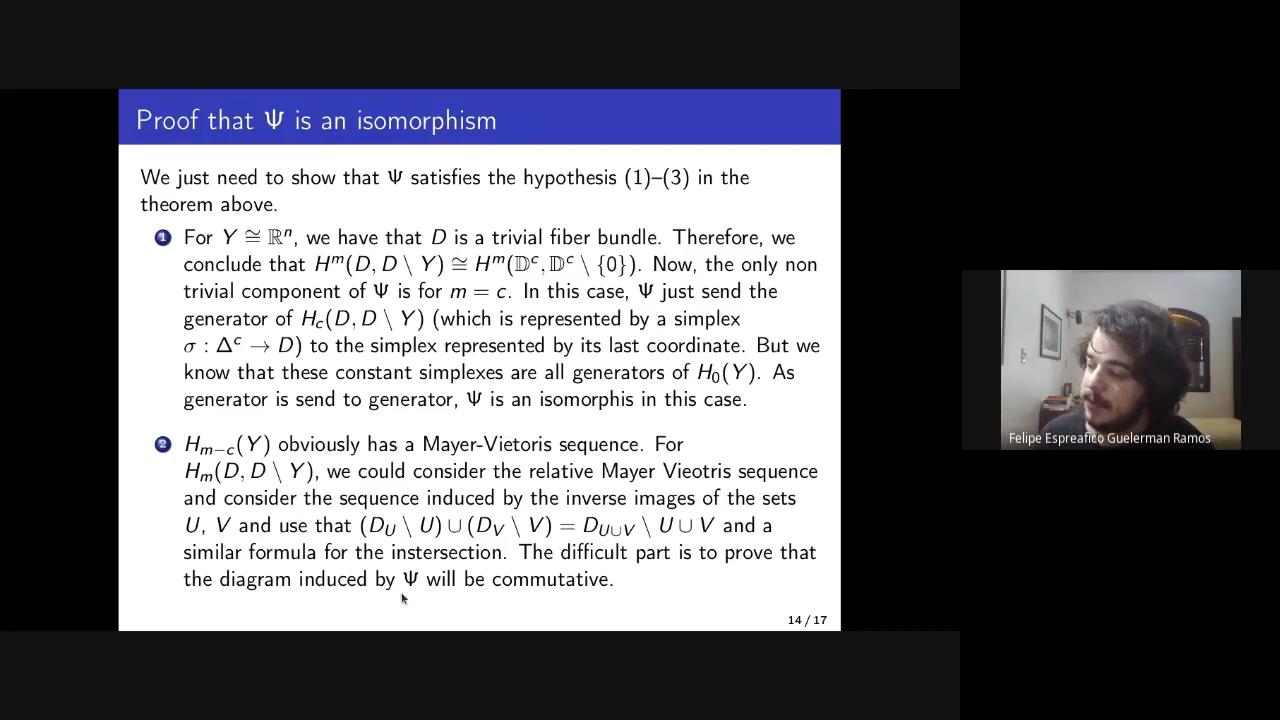 Proof that Ψ is an isomorphism
We just need to show that Ψ satisfies the hypothesis (1)–(3) in the
theorem above.
1 For Y ≅ ℝⁿ, we have that D is a trivial fiber bundle. Therefore, we
conclude that Hᵐ(D, D \ Y) ≅ Hᵐ(𝔻ᶜ, 𝔻ᶜ \ {0}). Now, the only non
trivial component of Ψ is for m = c. In this case, Ψ just send the
generator of H_c(D, D \ Y) (which is represented by a simplex
σ : Δᶜ → D) to the simplex represented by its last coordinate. But we
know that these constant simplexes are all generators of H₀(Y). As
generator is send to generator, Ψ is an isomorphis in this case.
2 H_{m−c}(Y) obviously has a Mayer-Vietoris sequence. For
H_m(D, D \ Y), we could consider the relative Mayer Vieotris sequence
and consider the sequence induced by the inverse images of the sets
U, V and use that (D_U \ U) ∪ (D_V \ V) = D_{U∪V} \ U ∪ V and a
similar formula for the instersection. The difficult part is to prove that
the diagram induced by Ψ will be commutative.
14 / 17
Felipe Espreafico Guelerman Ramos